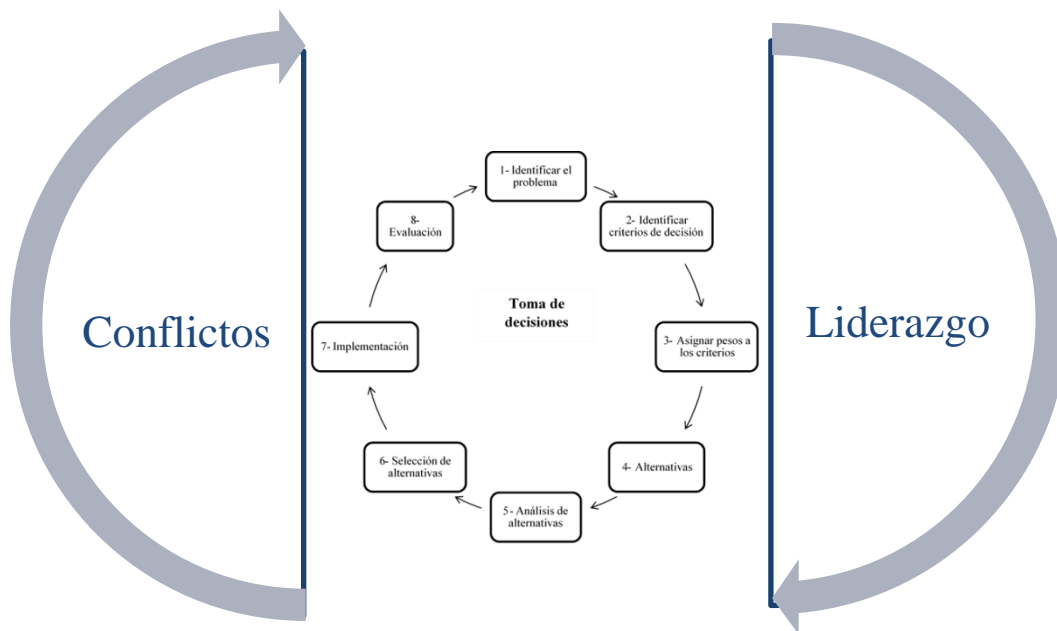 1- Identificar el
problema
2- Identificar
criterios de decisión
3- Asignar pesos a
los criterios
4- Alternativas
5- Análisis de
alternativas
6- Selección de
alternativas
7- Implementación
8-
Evaluación
Toma de
decisiones
Conflictos
Liderazgo